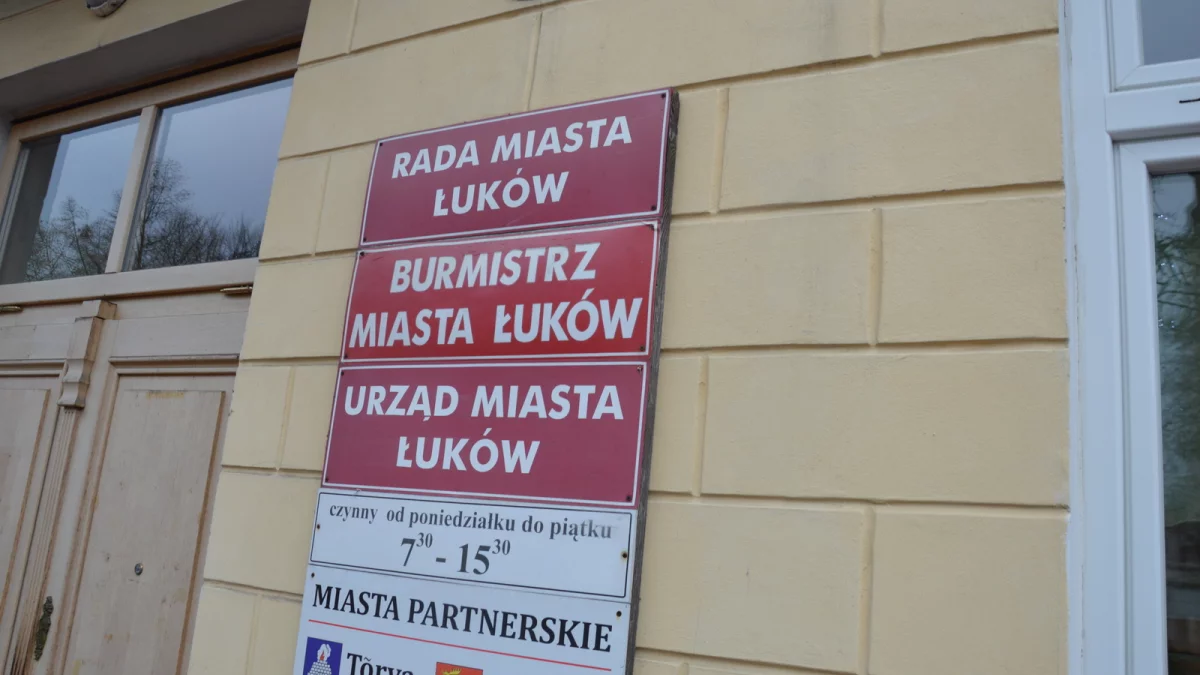 RADA MIASTA
ŁUKÓW
BURMISTRZ
MIASTA ŁUKÓW
URZĄD MIASTA
ŁUKÓW
czynny od poniedziałku do piątku
7³⁰ - 15³⁰
MIASTA PARTNERSKIE